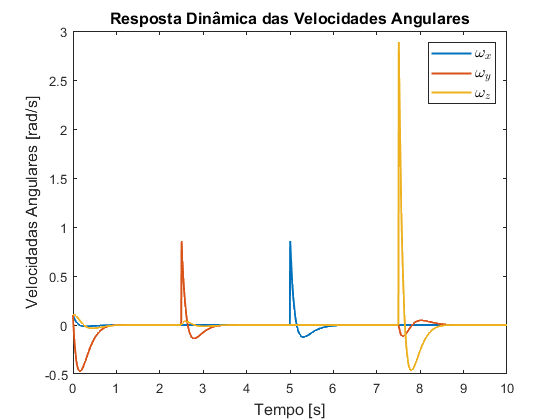 Resposta Dinâmica das Velocidades Angulares
3
2.5
2
1.5
1
0.5
0
-0.5
Velocidadas Angulares [rad/s]
ωx
ωy
ωz
0 1 2 3 4 5 6 7 8 9 10
Tempo [s]